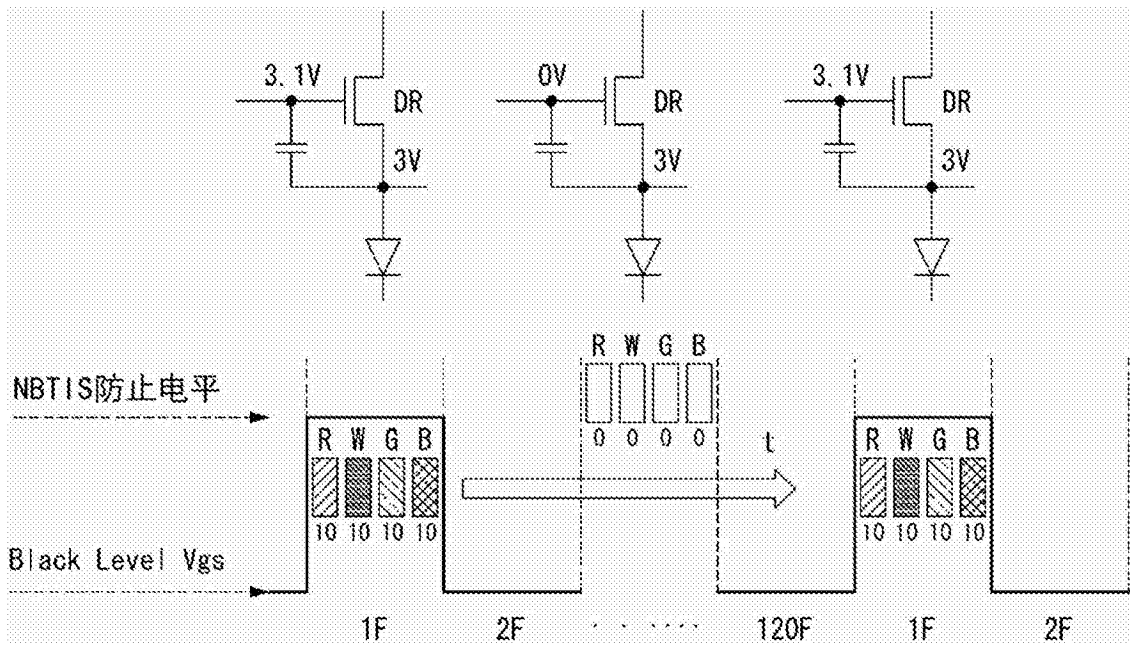 3.1V 0V 3.1V
DR DR DR
3V 3V 3V
R W G B
NBTIS防止电平
0 0 0 0
R W G B t R W G B
10 10 10 10 10 10 10 10
Black Level Vgs
1F 2F · · ···· 120F 1F 2F